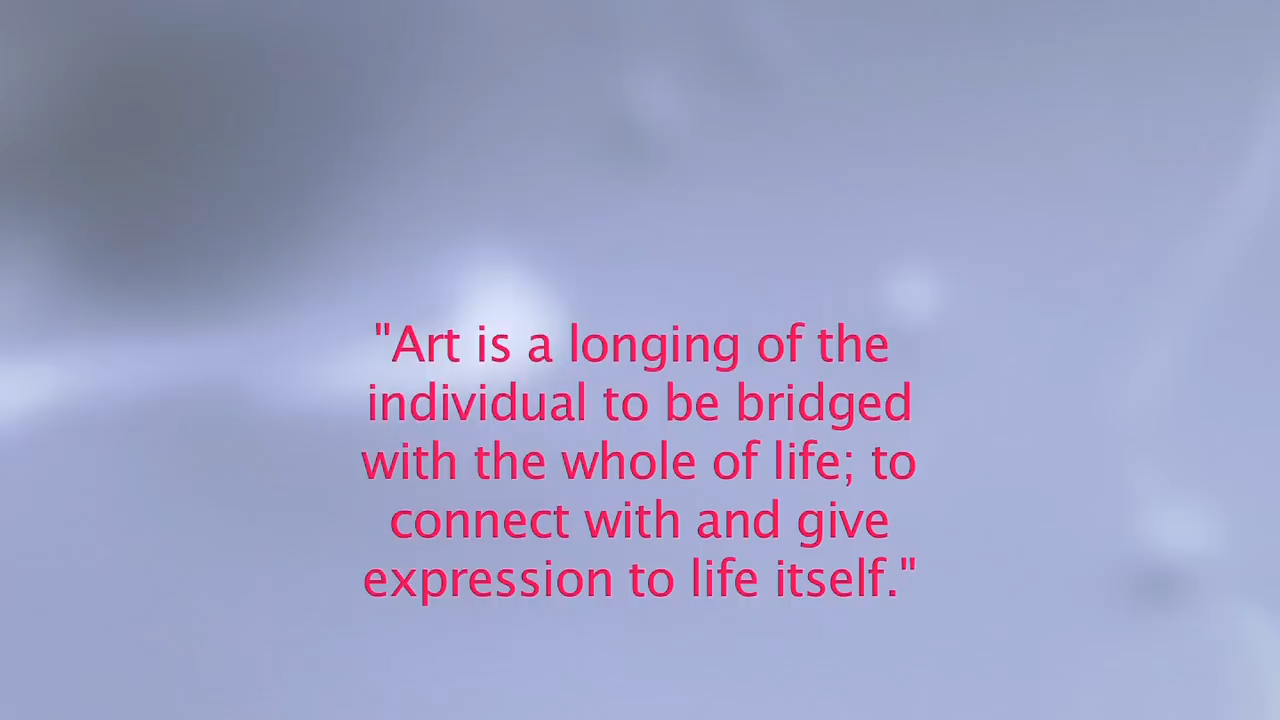 "Art is a longing of the
individual to be bridged
with the whole of life; to
connect with and give
expression to life itself."